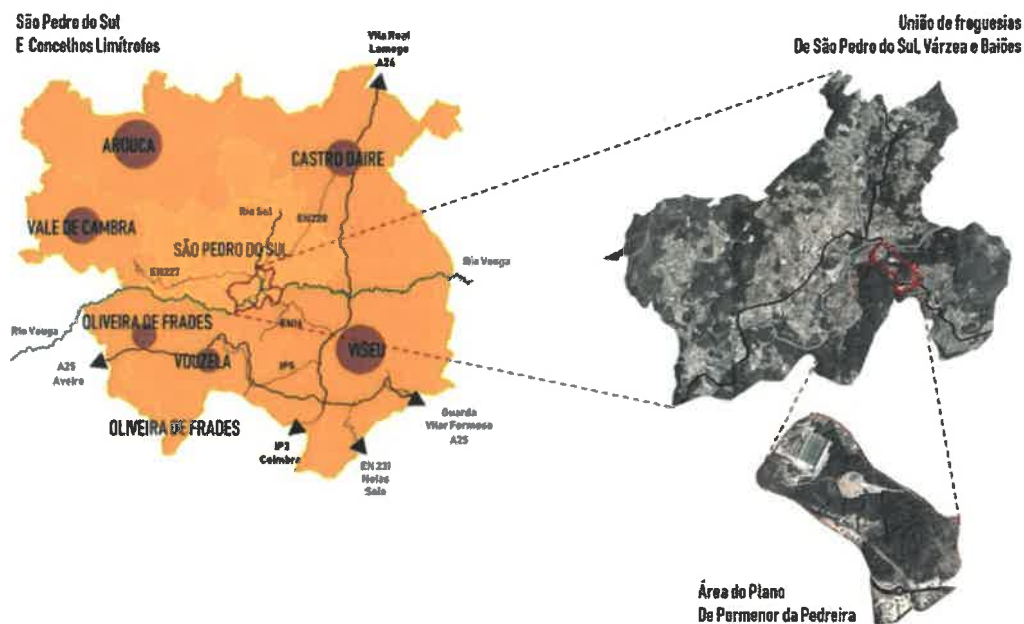 São Pedro do Sut
E Concelhos Limítrofes
União de freguesias
De São Pedro do Sul, Várzea e Baiões
Vila Real
Lamego
A24
AROUCA
CASTRO DAIRE
VALE DE CAMBRA
Rio Sul
EN228
SÃO PEDRO DO SUL
EN227
Rio Vouga
Rio Vouga
OLIVEIRA DE FRADES
EN16
VISEU
VOUZELA
IP5
A25
Aveiro
OLIVEIRA DE FRADES
IP3
Coimbra
Guarda
Vilar Formoso
A25
EN 231
Nelas
Seia
Área do Plano
De Pormenor da Pedreira